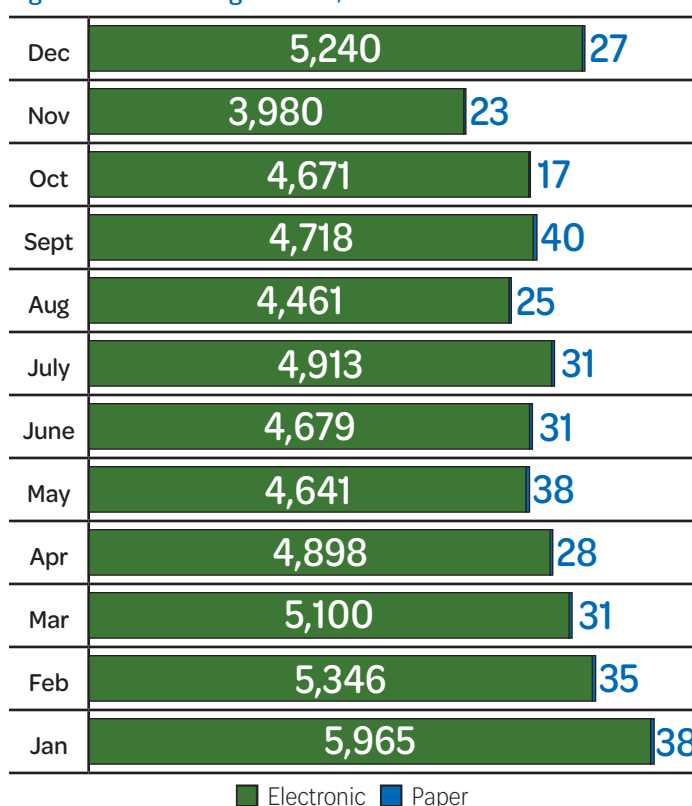 Dec 5,240 27
Nov 3,980 23
Oct 4,671 17
Sept 4,718 40
Aug 4,461 25
July 4,913 31
June 4,679 31
May 4,641 38
Apr 4,898 28
Mar 5,100 31
Feb 5,346 35
Jan 5,965 38
Electronic Paper